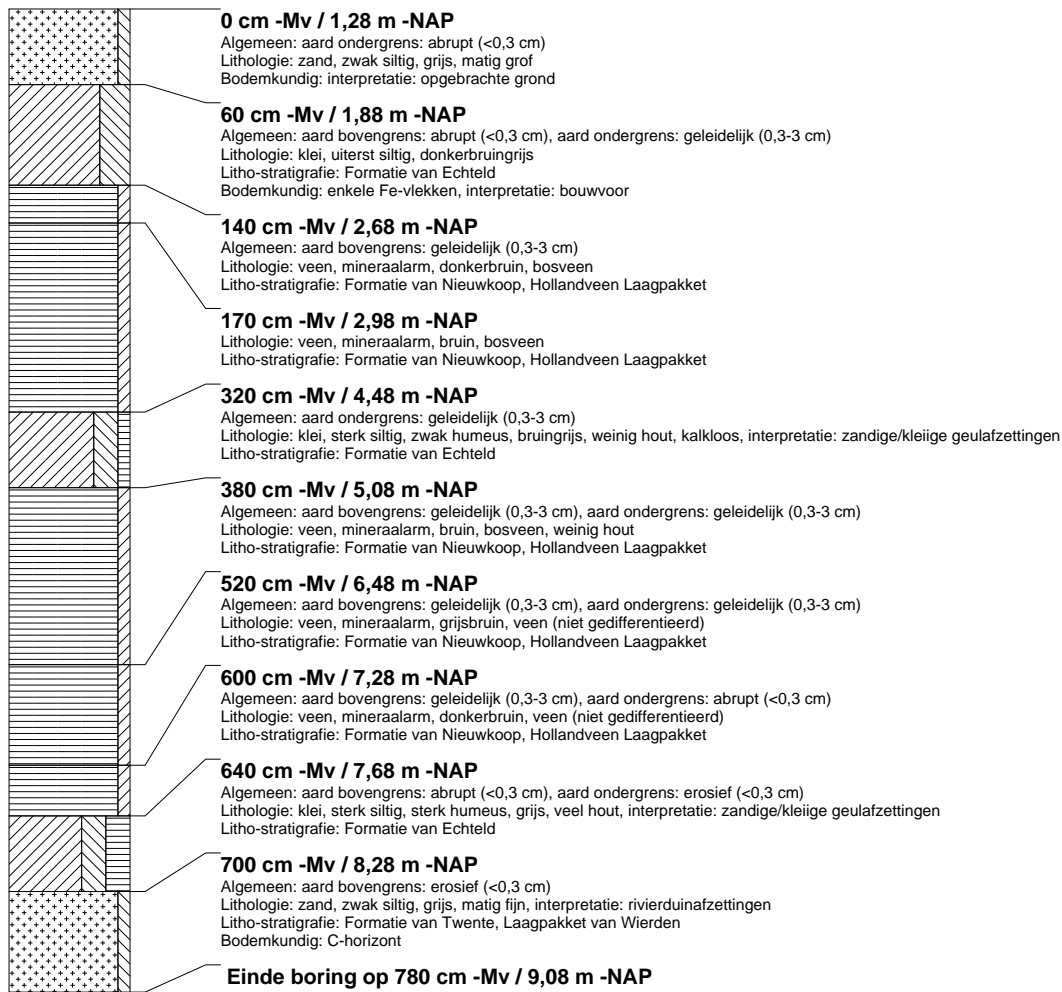 0 cm -Mv / 1,28 m -NAP
Algemeen: aard ondergrens: abrupt (<0,3 cm)
Lithologie: zand, zwak siltig, grijs, matig grof
Bodemkundig: interpretatie: opgebrachte grond
60 cm -Mv / 1,88 m -NAP
Algemeen: aard bovengrens: abrupt (<0,3 cm), aard ondergrens: geleidelijk (0,3-3 cm)
Lithologie: klei, uiterst siltig, donkerbruingrijs
Litho-stratigrafie: Formatie van Echteld
Bodemkundig: enkele Fe-vlekken, interpretatie: bouwvoor
140 cm -Mv / 2,68 m -NAP
Algemeen: aard bovengrens: geleidelijk (0,3-3 cm)
Lithologie: veen, mineraalarm, donkerbruin, bosveen
Litho-stratigrafie: Formatie van Nieuwkoop, Hollandveen Laagpakket
170 cm -Mv / 2,98 m -NAP
Lithologie: veen, mineraalarm, bruin, bosveen
Litho-stratigrafie: Formatie van Nieuwkoop, Hollandveen Laagpakket
320 cm -Mv / 4,48 m -NAP
Algemeen: aard ondergrens: geleidelijk (0,3-3 cm)
Lithologie: klei, sterk siltig, zwak humeus, bruingrijs, weinig hout, kalkloos, interpretatie: zandige/kleiige geulafzettingen
Litho-stratigrafie: Formatie van Echteld
380 cm -Mv / 5,08 m -NAP
Algemeen: aard bovengrens: geleidelijk (0,3-3 cm), aard ondergrens: geleidelijk (0,3-3 cm)
Lithologie: veen, mineraalarm, bruin, bosveen, weinig hout
Litho-stratigrafie: Formatie van Nieuwkoop, Hollandveen Laagpakket
520 cm -Mv / 6,48 m -NAP
Algemeen: aard bovengrens: geleidelijk (0,3-3 cm), aard ondergrens: geleidelijk (0,3-3 cm)
Lithologie: veen, mineraalarm, grijsbruin, veen (niet gedifferentieerd)
Litho-stratigrafie: Formatie van Nieuwkoop, Hollandveen Laagpakket
600 cm -Mv / 7,28 m -NAP
Algemeen: aard bovengrens: geleidelijk (0,3-3 cm), aard ondergrens: abrupt (<0,3 cm)
Lithologie: veen, mineraalarm, donkerbruin, veen (niet gedifferentieerd)
Litho-stratigrafie: Formatie van Nieuwkoop, Hollandveen Laagpakket
640 cm -Mv / 7,68 m -NAP
Algemeen: aard bovengrens: abrupt (<0,3 cm), aard ondergrens: erosief (<0,3 cm)
Lithologie: klei, sterk siltig, sterk humeus, grijs, veel hout, interpretatie: zandige/kleiige geulafzettingen
Litho-stratigrafie: Formatie van Echteld
700 cm -Mv / 8,28 m -NAP
Algemeen: aard bovengrens: erosief (<0,3 cm)
Lithologie: zand, zwak siltig, grijs, matig fijn, interpretatie: rivierduinafzettingen
Litho-stratigrafie: Formatie van Twente, Laagpakket van Wierden
Bodemkundig: C-horizont
Einde boring op 780 cm -Mv / 9,08 m -NAP